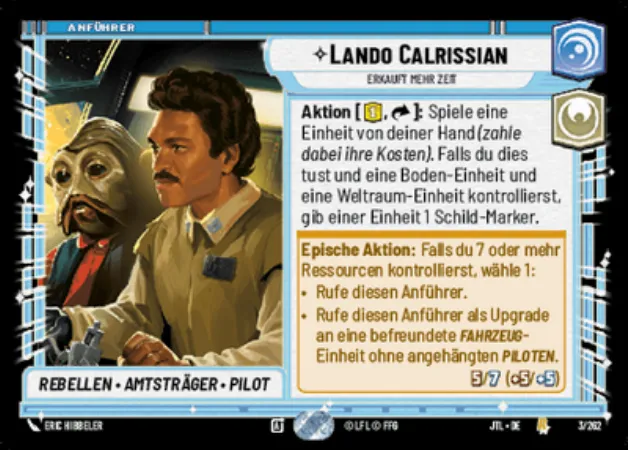 ANFÜHRER
LANDO CALRISSIAN
ERKAUFT MEHR ZEIT
Aktion [1, ]: Spiele eine
Einheit von deiner Hand (zahle
dabei ihre Kosten). Falls du dies
tust und eine Boden-Einheit und
eine Weltraum-Einheit kontrollierst,
gib einer Einheit 1 Schild-Marker.
Epische Aktion: Falls du 7 oder mehr
Ressourcen kontrollierst, wähle 1:
• Rufe diesen Anführer.
• Rufe diesen Anführer als Upgrade
an eine befreundete FAHRZEUG-
Einheit ohne angehängten PILOTEN.
5/7 (+5/+5)
REBELLEN • AMTSTRÄGER • PILOT
ERIC HIBBELER
A
© LFL © FFG
JTL • DE
3/262